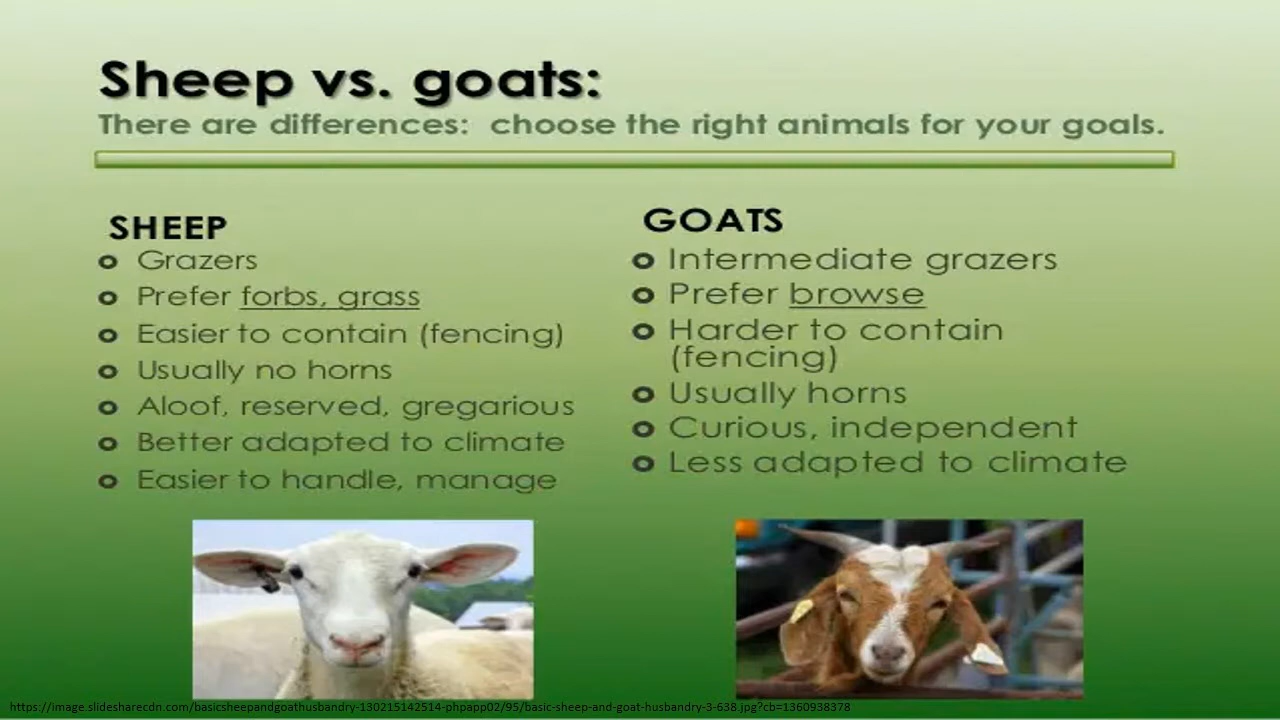 Sheep vs. goats:
There are differences: choose the right animals for your goals.
SHEEP
Grazers
Prefer forbs, grass
Easier to contain (fencing)
Usually no horns
Aloof, reserved, gregarious
Better adapted to climate
Easier to handle, manage
GOATS
Intermediate grazers
Prefer browse
Harder to contain
(fencing)
Usually horns
Curious, independent
Less adapted to climate
https://image.slidesharecdn.com/basicsheepandgoathusbandry-130215142514-phpapp02/95/basic-sheep-and-goat-husbandry-3-638.jpg?cb=1360938378